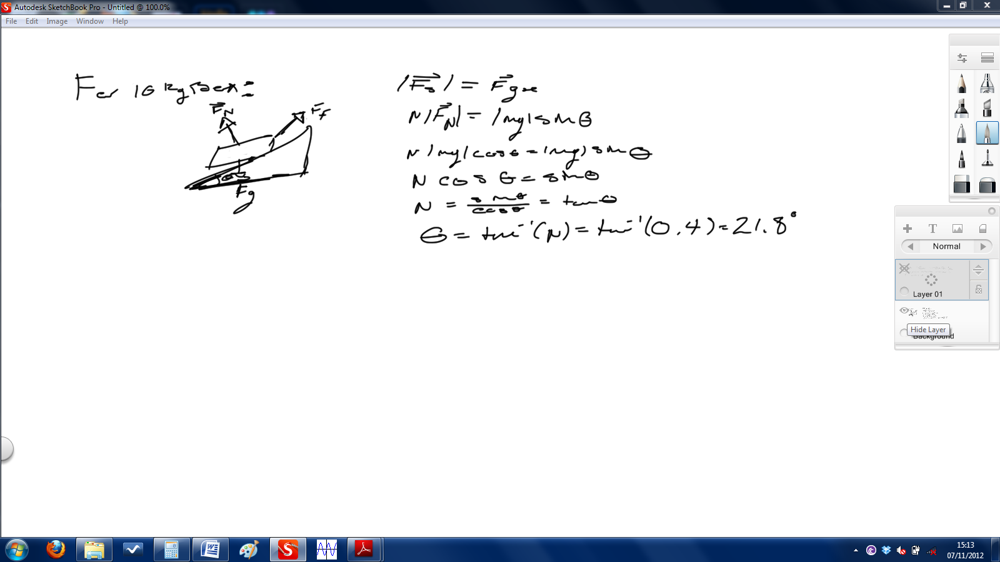 Autodesk SketchBook Pro - Untitled @ 100.0%
File Edit Image Window Help
For 10 kg Box:
F_N
F_f
θ
F_g
|F_s| = F_gx
N|F_N| = |mg| sin θ
N|mg|cos θ = |mg| sin θ
N cos θ = sin θ
N = sin θ / cos θ = tan θ
θ = tan⁻¹(N) = tan⁻¹(0.4) = 21.8°
Normal
Layer 01
Hide Layer
Background
15:13
07/11/2012